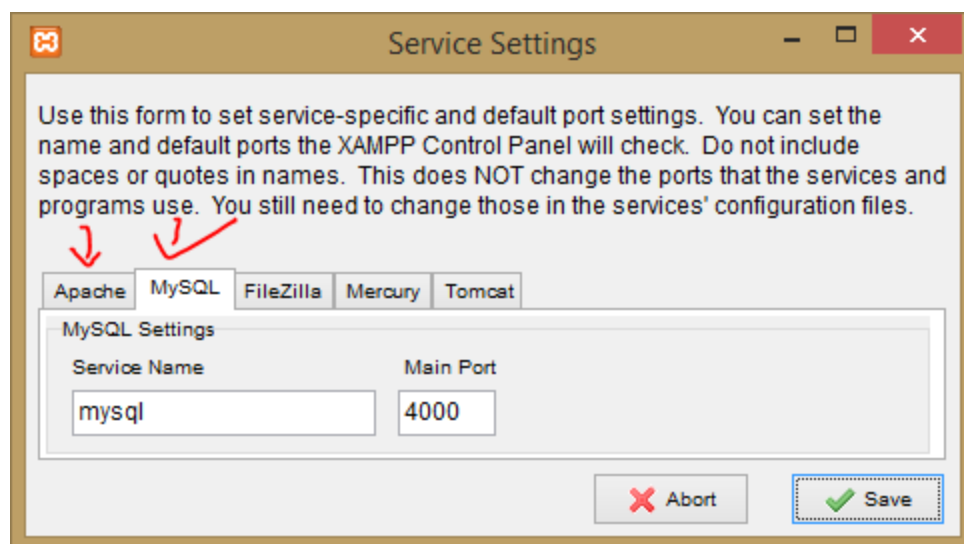 Service Settings
Use this form to set service-specific and default port settings.  You can set the
name and default ports the XAMPP Control Panel will check.  Do not include
spaces or quotes in names.  This does NOT change the ports that the services and
programs use.  You still need to change those in the services' configuration files.
Apache MySQL FileZilla Mercury Tomcat
MySQL Settings
Service Name Main Port
mysql 4000
Abort Save